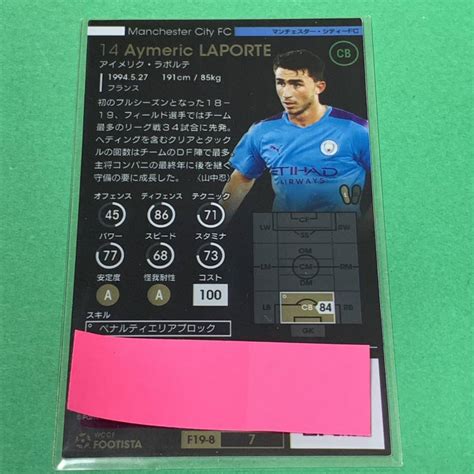 Manchester City FC マンチェスター・シティーFC
14 Aymeric LAPORTE CB
アイメリク・ラポルテ
1994.5.27 191cm / 85kg
フランス
初のフルシーズンとなった18－
19、フィールド選手ではチーム
最多のリーグ戦34試合に先発。
ヘディングを含むクリアとタック
ルの回数はチームのDF陣で最多。
主将コンパニの最終年に後を継ぐ
守備の要に成長した。 （山中忍）
ETIHAD
AIRWAYS
オフェンス ディフェンス テクニック
45 86 71
パワー スピード スタミナ
77 68 73
安定度 怪我耐性 コスト
A A 100
CF
LW SS RW
OM
LM CM RM
DM
LB CB 84 RB
GK
スキル
ペナルティエリアブロック
WCCF
FOOTISTA
F19-8 7